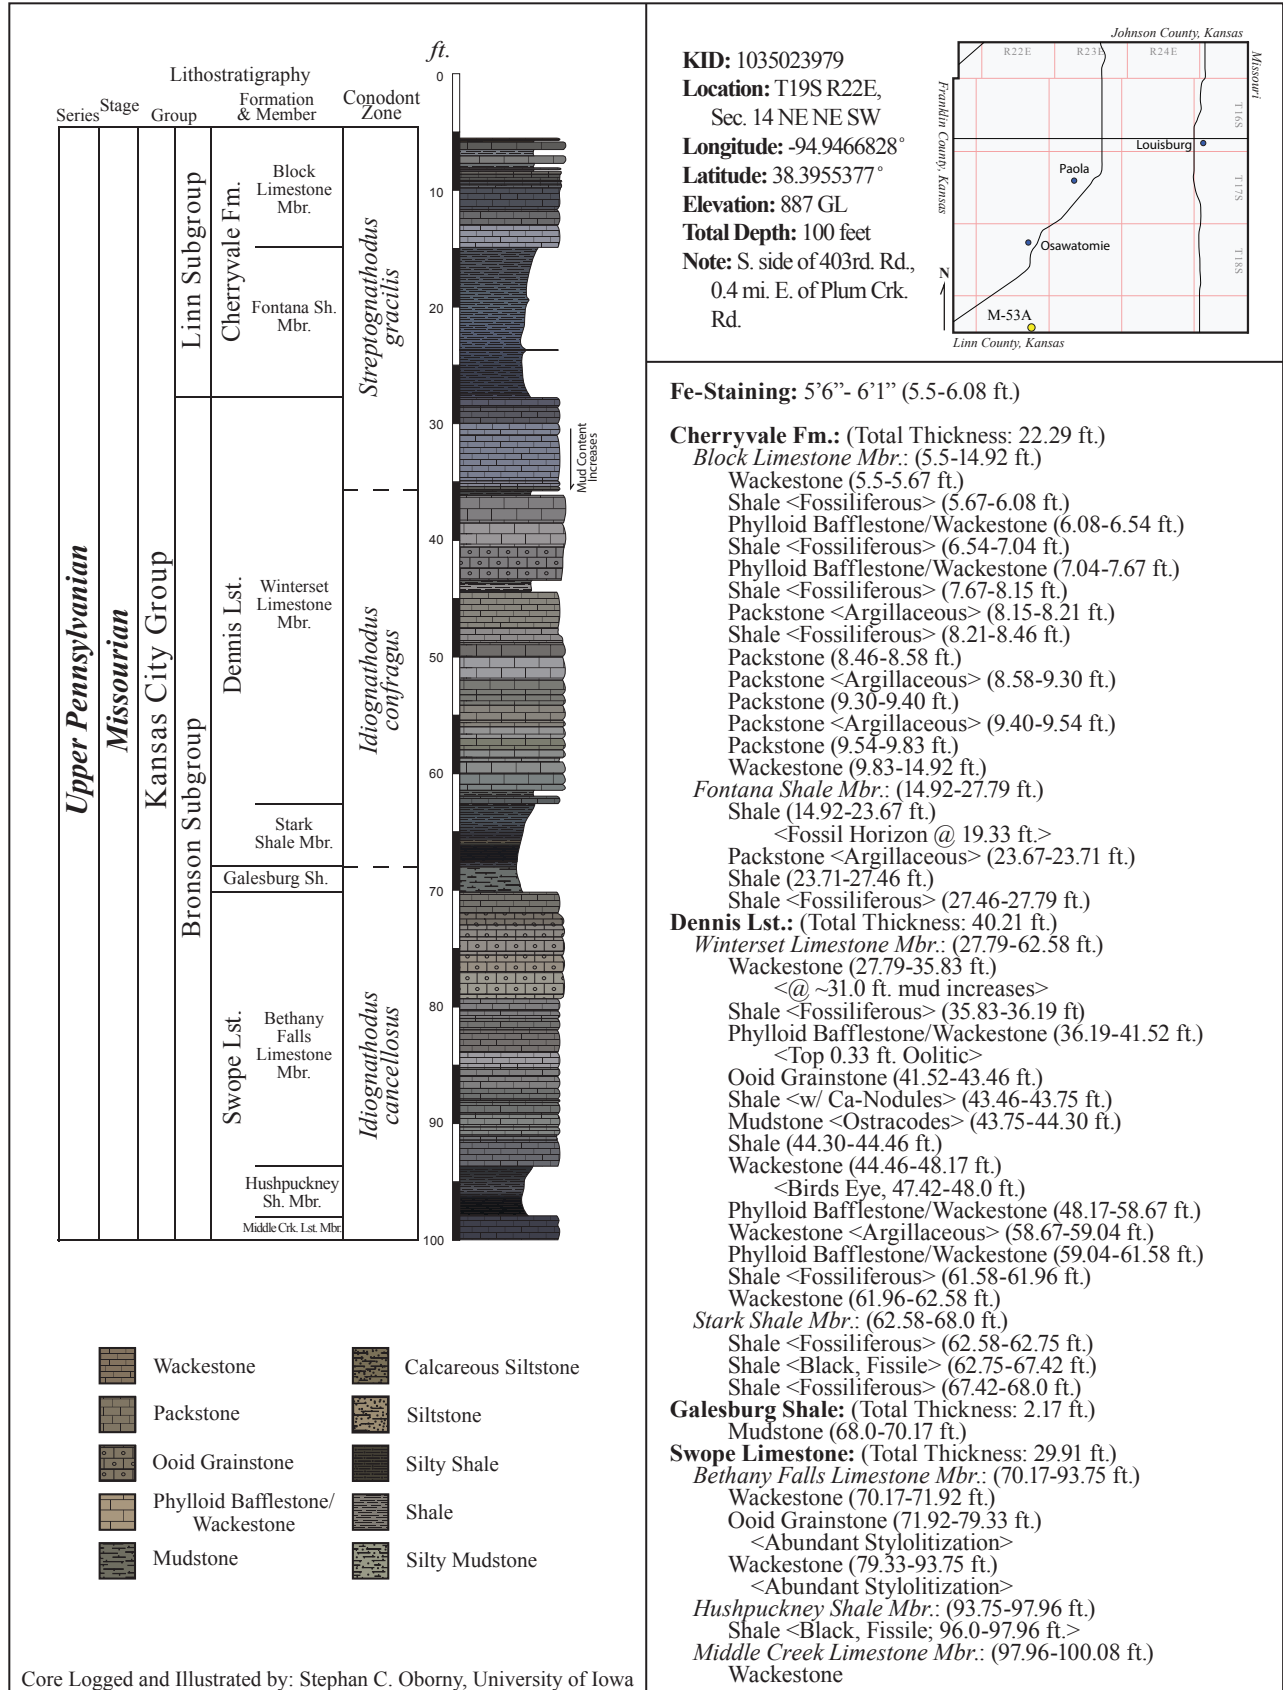 ft.
Lithostratigraphy
Series
Stage
Group
Formation
& Member
Conodont
Zone
0
10
20
30
40
50
60
70
80
90
100
Upper Pennsylvanian
Missourian
Kansas City Group
Linn Subgroup
Bronson Subgroup
Cherryvale Fm.
Dennis Lst.
Swope Lst.
Block
Limestone
Mbr.
Fontana Sh.
Mbr.
Winterset
Limestone
Mbr.
Stark
Shale Mbr.
Galesburg Sh.
Bethany
Falls
Limestone
Mbr.
Hushpuckney
Sh. Mbr.
Middle Crk. Lst. Mbr.
Streptognathodus
gracilis
Idiognathodus
confragus
Idiognathodus
cancellosus
Mud Content
Increases
Wackestone
Packstone
Ooid Grainstone
Phylloid Bafflestone/
Wackestone
Mudstone
Calcareous Siltstone
Siltstone
Silty Shale
Shale
Silty Mudstone
Core Logged and Illustrated by: Stephan C. Oborny, University of Iowa
KID: 1035023979
Location: T19S R22E,
Sec. 14 NE NE SW
Longitude: -94.9466828°
Latitude: 38.3955377°
Elevation: 887 GL
Total Depth: 100 feet
Note: S. side of 403rd. Rd.,
0.4 mi. E. of Plum Crk.
Rd.
Johnson County, Kansas
R22E
R23E
R24E
Missouri
Franklin County, Kansas
T16S
T17S
T18S
Louisburg
Paola
Osawatomie
N
M-53A
Linn County, Kansas
Fe-Staining: 5’6”- 6’1” (5.5-6.08 ft.)
Cherryvale Fm.: (Total Thickness: 22.29 ft.)
Block Limestone Mbr.: (5.5-14.92 ft.)
Wackestone (5.5-5.67 ft.)
Shale <Fossiliferous> (5.67-6.08 ft.)
Phylloid Bafflestone/Wackestone (6.08-6.54 ft.)
Shale <Fossiliferous> (6.54-7.04 ft.)
Phylloid Bafflestone/Wackestone (7.04-7.67 ft.)
Shale <Fossiliferous> (7.67-8.15 ft.)
Packstone <Argillaceous> (8.15-8.21 ft.)
Shale <Fossiliferous> (8.21-8.46 ft.)
Packstone (8.46-8.58 ft.)
Packstone <Argillaceous> (8.58-9.30 ft.)
Packstone (9.30-9.40 ft.)
Packstone <Argillaceous> (9.40-9.54 ft.)
Packstone (9.54-9.83 ft.)
Wackestone (9.83-14.92 ft.)
Fontana Shale Mbr.: (14.92-27.79 ft.)
Shale (14.92-23.67 ft.)
<Fossil Horizon @ 19.33 ft.>
Packstone <Argillaceous> (23.67-23.71 ft.)
Shale (23.71-27.46 ft.)
Shale <Fossiliferous> (27.46-27.79 ft.)
Dennis Lst.: (Total Thickness: 40.21 ft.)
Winterset Limestone Mbr.: (27.79-62.58 ft.)
Wackestone (27.79-35.83 ft.)
<@ ~31.0 ft. mud increases>
Shale <Fossiliferous> (35.83-36.19 ft)
Phylloid Bafflestone/Wackestone (36.19-41.52 ft.)
<Top 0.33 ft. Oolitic>
Ooid Grainstone (41.52-43.46 ft.)
Shale <w/ Ca-Nodules> (43.46-43.75 ft.)
Mudstone <Ostracodes> (43.75-44.30 ft.)
Shale (44.30-44.46 ft.)
Wackestone (44.46-48.17 ft.)
<Birds Eye, 47.42-48.0 ft.)
Phylloid Bafflestone/Wackestone (48.17-58.67 ft.)
Wackestone <Argillaceous> (58.67-59.04 ft.)
Phylloid Bafflestone/Wackestone (59.04-61.58 ft.)
Shale <Fossiliferous> (61.58-61.96 ft.)
Wackestone (61.96-62.58 ft.)
Stark Shale Mbr.: (62.58-68.0 ft.)
Shale <Fossiliferous> (62.58-62.75 ft.)
Shale <Black, Fissile> (62.75-67.42 ft.)
Shale <Fossiliferous> (67.42-68.0 ft.)
Galesburg Shale: (Total Thickness: 2.17 ft.)
Mudstone (68.0-70.17 ft.)
Swope Limestone: (Total Thickness: 29.91 ft.)
Bethany Falls Limestone Mbr.: (70.17-93.75 ft.)
Wackestone (70.17-71.92 ft.)
Ooid Grainstone (71.92-79.33 ft.)
<Abundant Stylolitization>
Wackestone (79.33-93.75 ft.)
<Abundant Stylolitization>
Hushpuckney Shale Mbr.: (93.75-97.96 ft.)
Shale <Black, Fissile; 96.0-97.96 ft.>
Middle Creek Limestone Mbr.: (97.96-100.08 ft.)
Wackestone